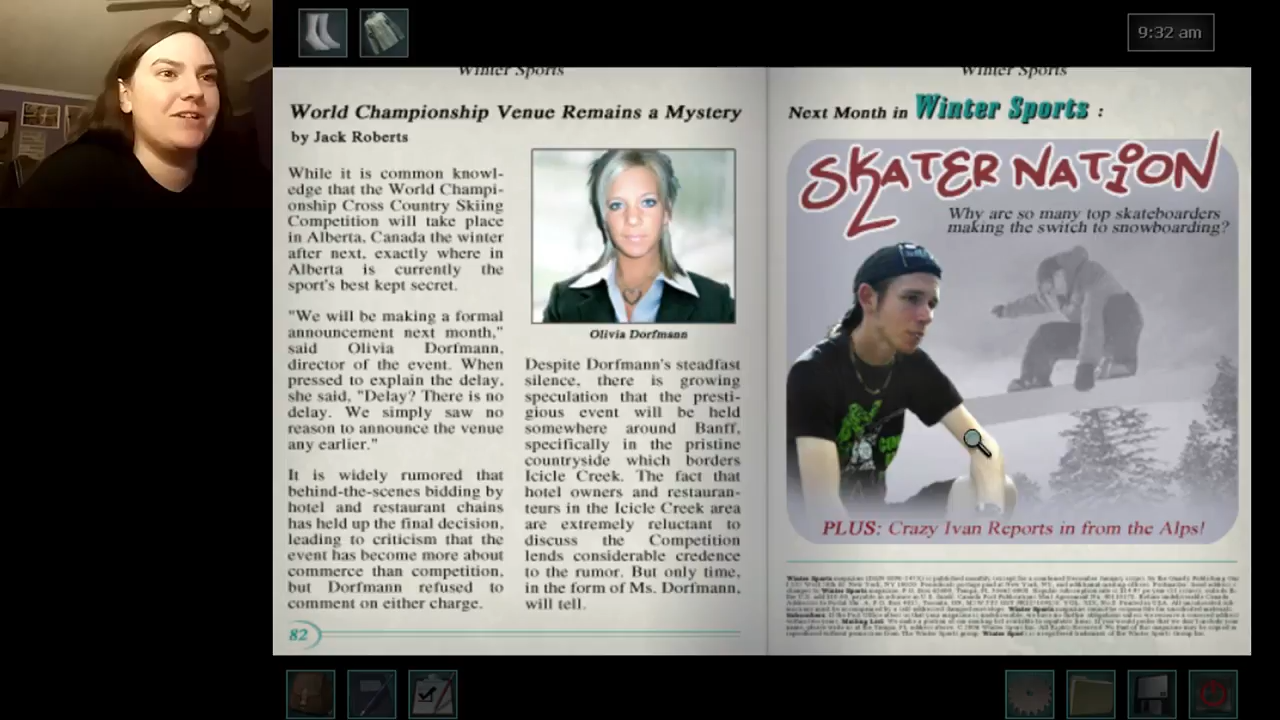 9:32 am
Winter Sports
World Championship Venue Remains a Mystery
by Jack Roberts
While it is common knowl-
edge that the World Champi-
onship Cross Country Skiing
Competition will take place
in Alberta, Canada the winter
after next, exactly where in
Alberta is currently the
sport's best kept secret.
"We will be making a formal
announcement next month,"
said Olivia Dorfmann,
director of the event. When
pressed to explain the delay,
she said, "Delay? There is no
delay. We simply saw no
reason to announce the venue
any earlier."
It is widely rumored that
behind-the-scenes bidding by
hotel and restaurant chains
has held up the final decision,
leading to criticism that the
event has become more about
commerce than competition,
but Dorfmann refused to
comment on either charge.
Olivia Dorfmann
Despite Dorfmann's steadfast
silence, there is growing
speculation that the presti-
gious event will be held
somewhere around Banff,
specifically in the pristine
countryside which borders
Icicle Creek. The fact that
hotel owners and restauran-
teurs in the Icicle Creek area
are extremely reluctant to
discuss the Competition
lends considerable credence
to the rumor. But only time,
in the form of Ms. Dorfmann,
will tell.
82
Winter Sports
Next Month in Winter Sports :
SKATER NATION
Why are so many top skateboarders
making the switch to snowboarding?
PLUS: Crazy Ivan Reports in from the Alps!